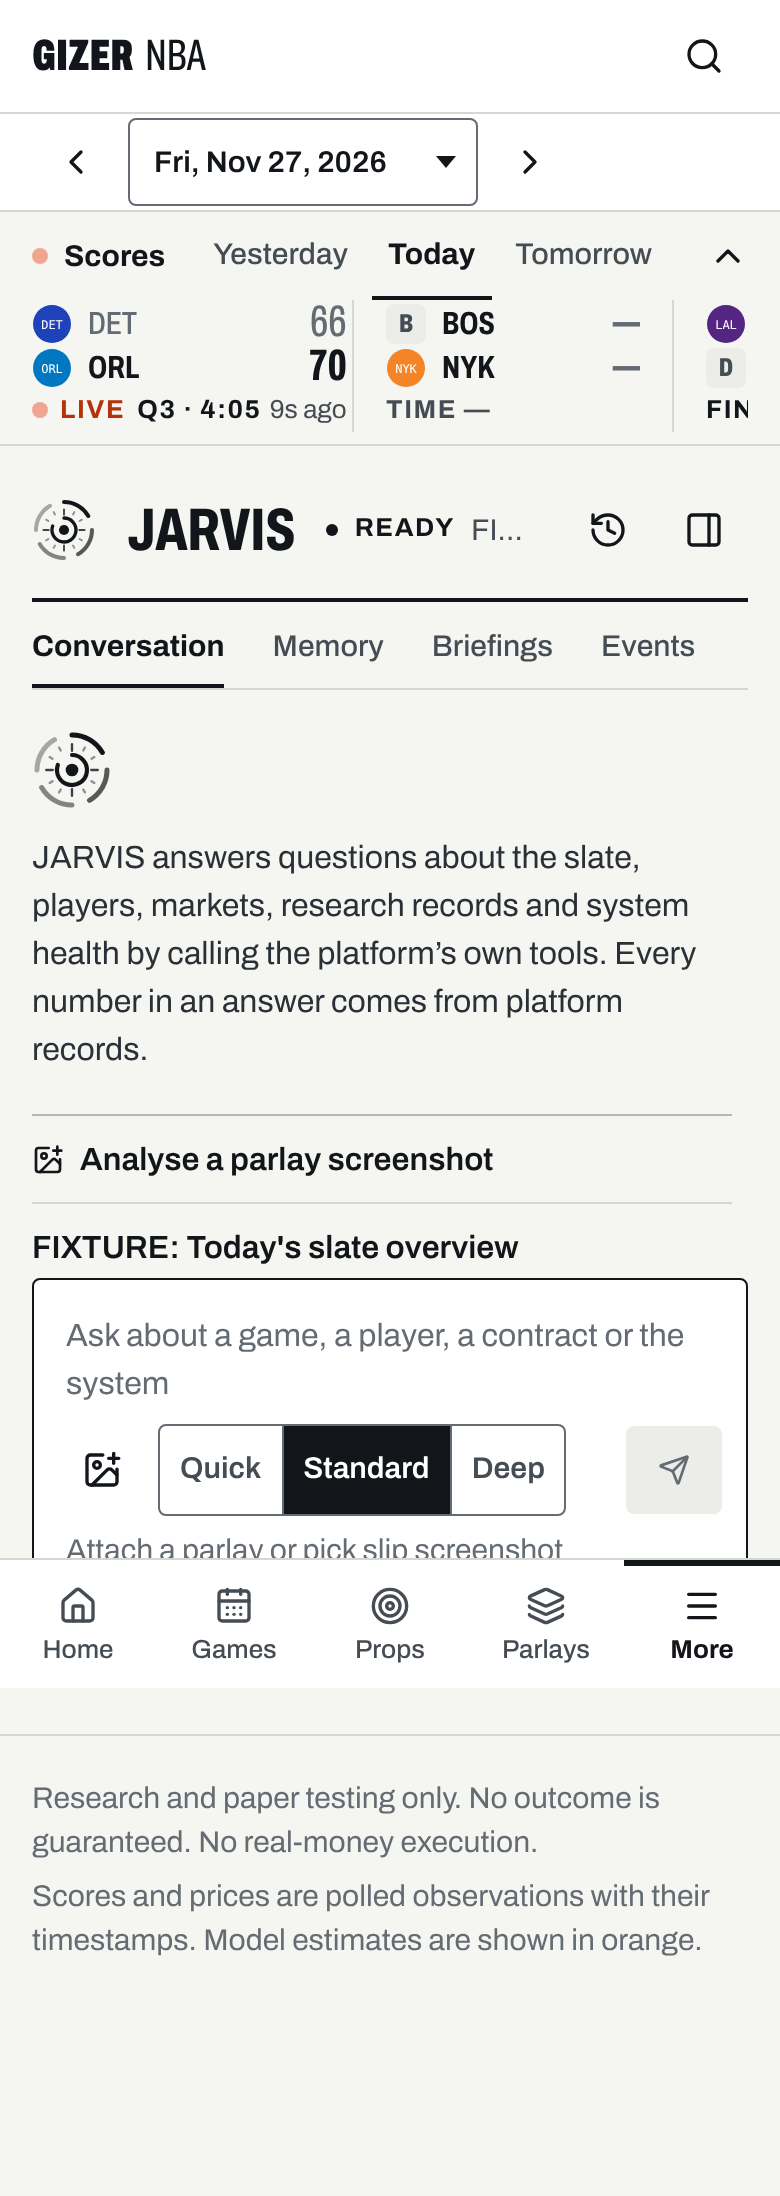 GIZER NBA
Fri, Nov 27, 2026
Scores Yesterday Today Tomorrow
DET DET 66
ORL ORL 70
LIVE Q3 · 4:05 9s ago
B BOS —
NYK NYK —
TIME —
LAL
D
FIN
JARVIS • READY FI...
Conversation Memory Briefings Events
JARVIS answers questions about the slate,
players, markets, research records and system
health by calling the platform’s own tools. Every
number in an answer comes from platform
records.
Analyse a parlay screenshot
FIXTURE: Today's slate overview
Ask about a game, a player, a contract or the
system
Quick Standard Deep
Attach a parlay or pick slip screenshot
Home Games Props Parlays More
Research and paper testing only. No outcome is
guaranteed. No real-money execution.
Scores and prices are polled observations with their
timestamps. Model estimates are shown in orange.